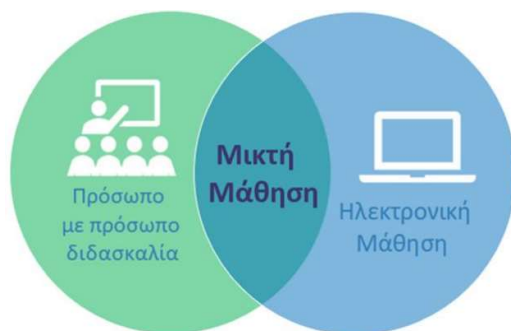 Πρόσωπο
με πρόσωπο
διδασκαλία
Μικτή
Μάθηση
Ηλεκτρονική
Μάθηση